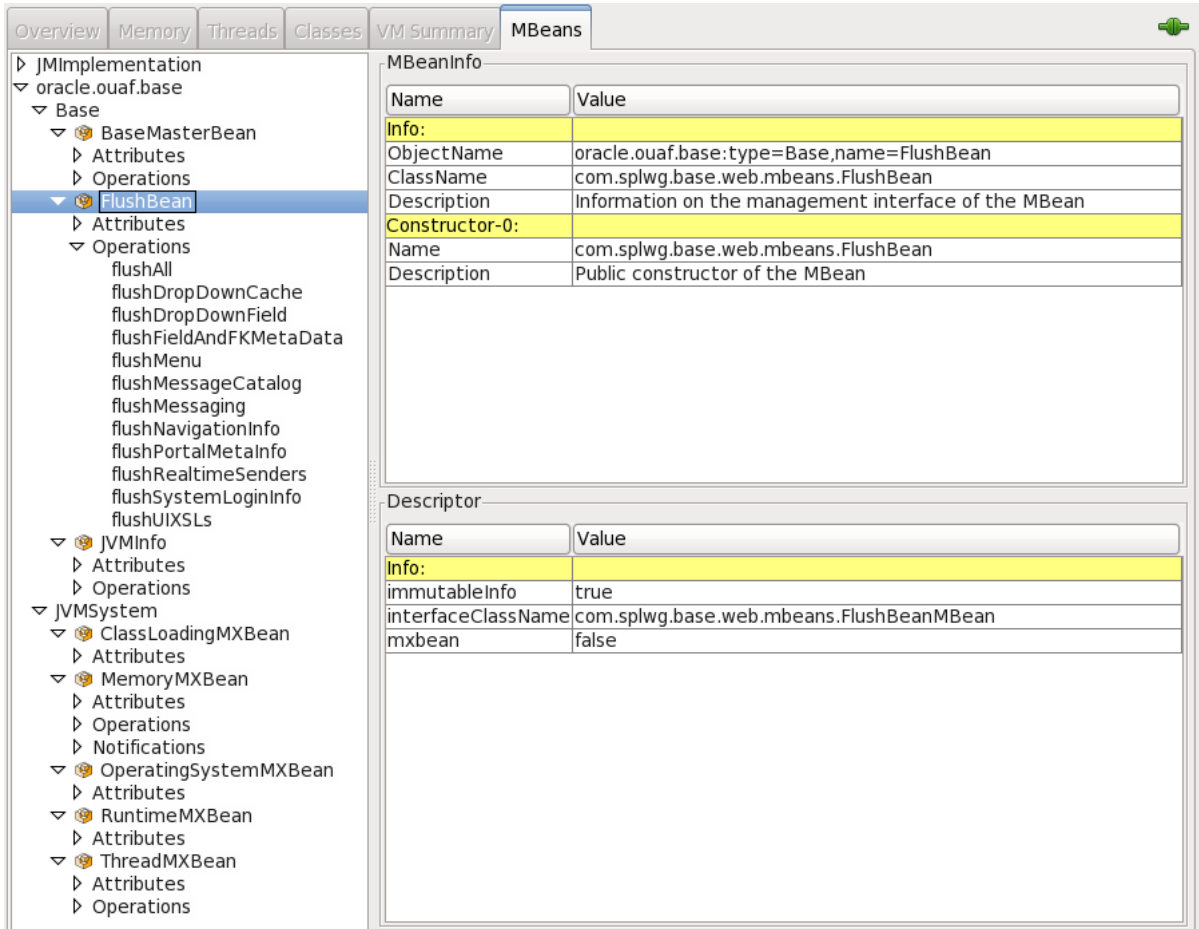 Overview Memory Threads Classes VM Summary MBeans
JMImplementation
oracle.ouaf.base
Base
BaseMasterBean
Attributes
Operations
FlushBean
Attributes
Operations
flushAll
flushDropDownCache
flushDropDownField
flushFieldAndFKMetaData
flushMenu
flushMessageCatalog
flushMessaging
flushNavigationInfo
flushPortalMetaInfo
flushRealtimeSenders
flushSystemLoginInfo
flushUIXSLs
JVMInfo
Attributes
Operations
JVMSystem
ClassLoadingMXBean
Attributes
MemoryMXBean
Attributes
Operations
Notifications
OperatingSystemMXBean
Attributes
RuntimeMXBean
Attributes
ThreadMXBean
Attributes
Operations
MBeanInfo
Name Value
Info:
ObjectName oracle.ouaf.base:type=Base,name=FlushBean
ClassName com.splwg.base.web.mbeans.FlushBean
Description Information on the management interface of the MBean
Constructor-0:
Name com.splwg.base.web.mbeans.FlushBean
Description Public constructor of the MBean
Descriptor
Name Value
Info:
immutableInfo true
interfaceClassName com.splwg.base.web.mbeans.FlushBeanMBean
mxbean false